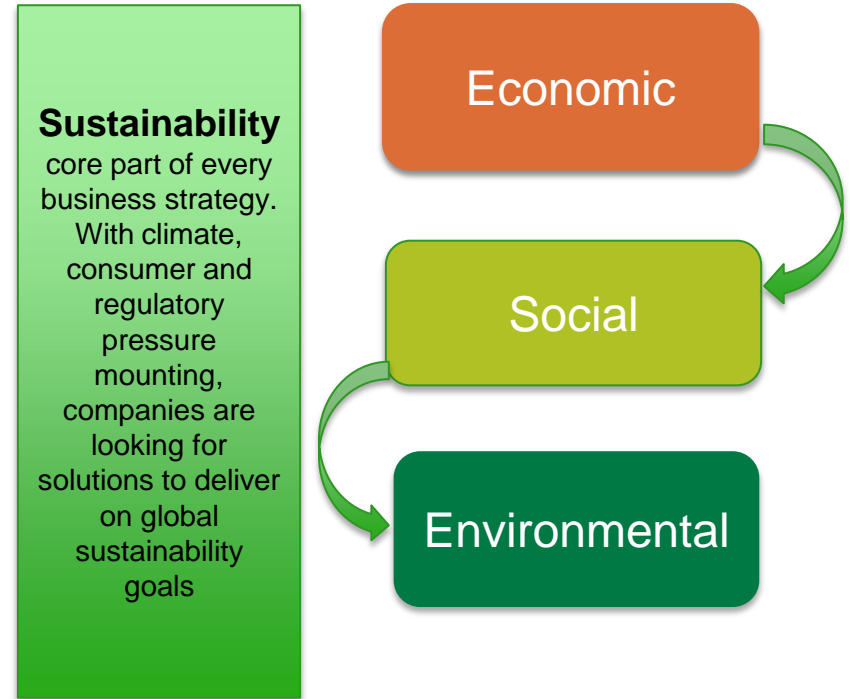 Sustainability
core part of every
business strategy.
With climate,
consumer and
regulatory
pressure
mounting,
companies are
looking for
solutions to deliver
on global
sustainability
goals
Economic
Social
Environmental